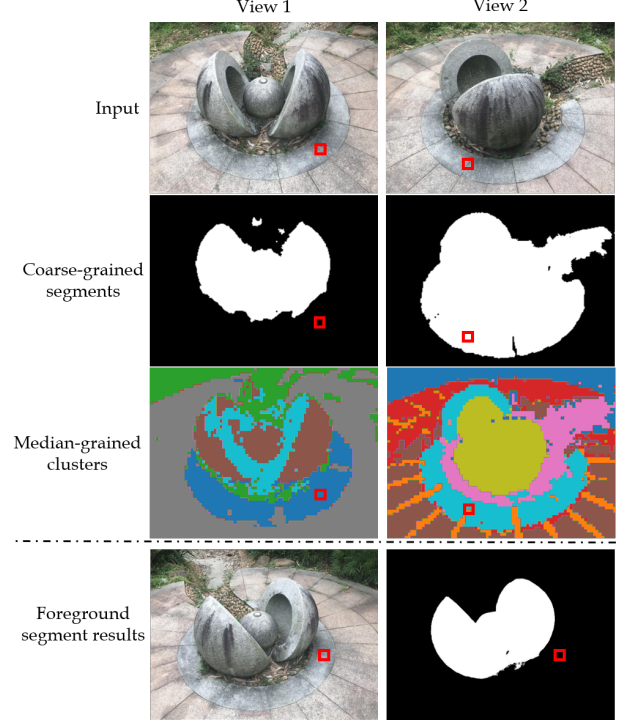 View 1
View 2
Input
Coarse-grained
segments
Median-grained
clusters
Foreground
segment results